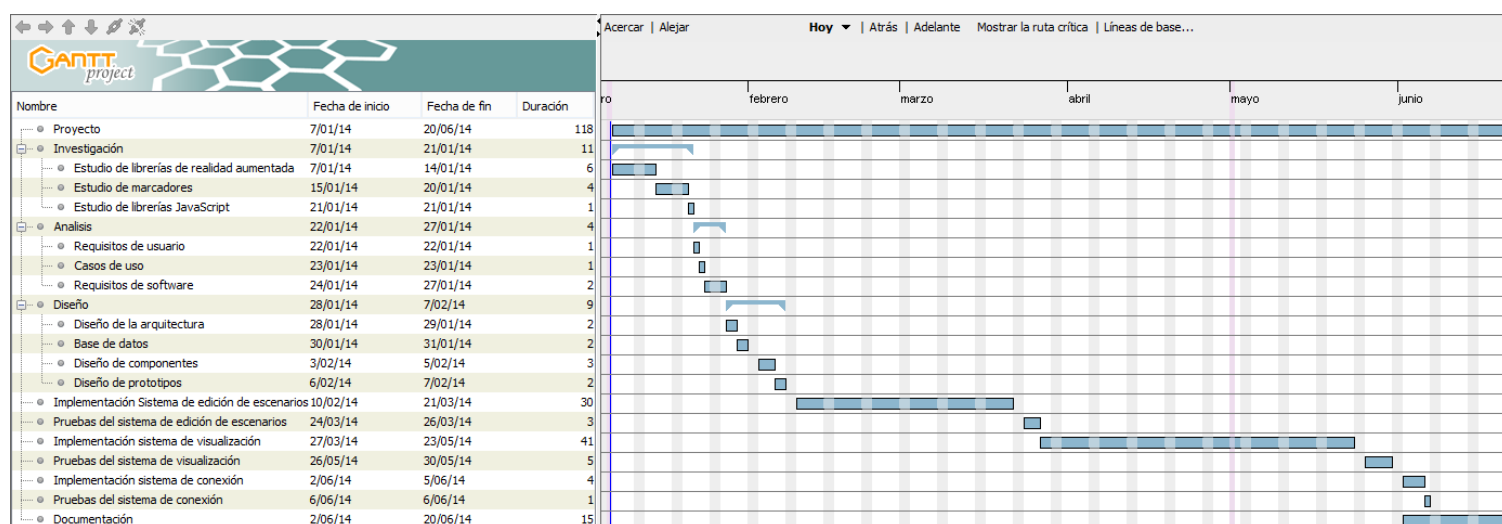 Acercar | Alejar Hoy | Atrás | Adelante Mostrar la ruta crítica | Líneas de base...
GANTT
project
Nombre Fecha de inicio Fecha de fin Duración ro febrero marzo abril mayo junio
Proyecto 7/01/14 20/06/14 118
Investigación 7/01/14 21/01/14 11
Estudio de librerías de realidad aumentada 7/01/14 14/01/14 6
Estudio de marcadores 15/01/14 20/01/14 4
Estudio de librerías JavaScript 21/01/14 21/01/14 1
Analisis 22/01/14 27/01/14 4
Requisitos de usuario 22/01/14 22/01/14 1
Casos de uso 23/01/14 23/01/14 1
Requisitos de software 24/01/14 27/01/14 2
Diseño 28/01/14 7/02/14 9
Diseño de la arquitectura 28/01/14 29/01/14 2
Base de datos 30/01/14 31/01/14 2
Diseño de componentes 3/02/14 5/02/14 3
Diseño de prototipos 6/02/14 7/02/14 2
Implementación Sistema de edición de escenarios 10/02/14 21/03/14 30
Pruebas del sistema de edición de escenarios 24/03/14 26/03/14 3
Implementación sistema de visualización 27/03/14 23/05/14 41
Pruebas del sistema de visualización 26/05/14 30/05/14 5
Implementación sistema de conexión 2/06/14 5/06/14 4
Pruebas del sistema de conexión 6/06/14 6/06/14 1
Documentación 2/06/14 20/06/14 15